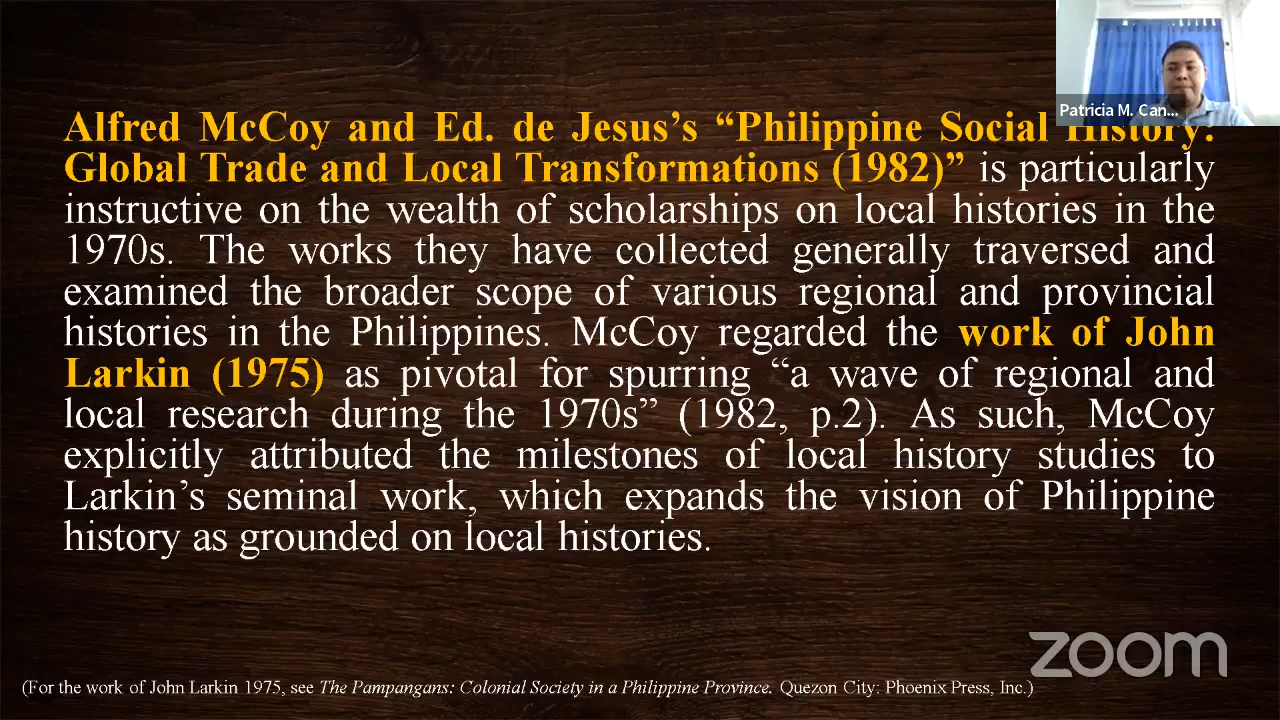 Patricia M. Can...
Alfred McCoy and Ed. de Jesus's “Philippine Social History:
Global Trade and Local Transformations (1982)” is particularly
instructive on the wealth of scholarships on local histories in the
1970s. The works they have collected generally traversed and
examined the broader scope of various regional and provincial
histories in the Philippines. McCoy regarded the work of John
Larkin (1975) as pivotal for spurring “a wave of regional and
local research during the 1970s” (1982, p.2). As such, McCoy
explicitly attributed the milestones of local history studies to
Larkin’s seminal work, which expands the vision of Philippine
history as grounded on local histories.
zoom
(For the work of John Larkin 1975, see The Pampangans: Colonial Society in a Philippine Province. Quezon City: Phoenix Press, Inc.)